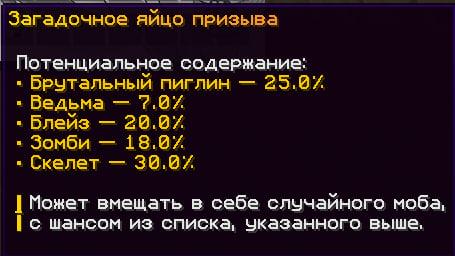 Загадочное яйцо призыва
Потенциальное содержание:
• Брутальный пиглин — 25.0%
• Ведьма — 7.0%
• Блейз — 20.0%
• Зомби — 18.0%
• Скелет — 30.0%
Может вмещать в себе случайного моба,
с шансом из списка, указанного выше.